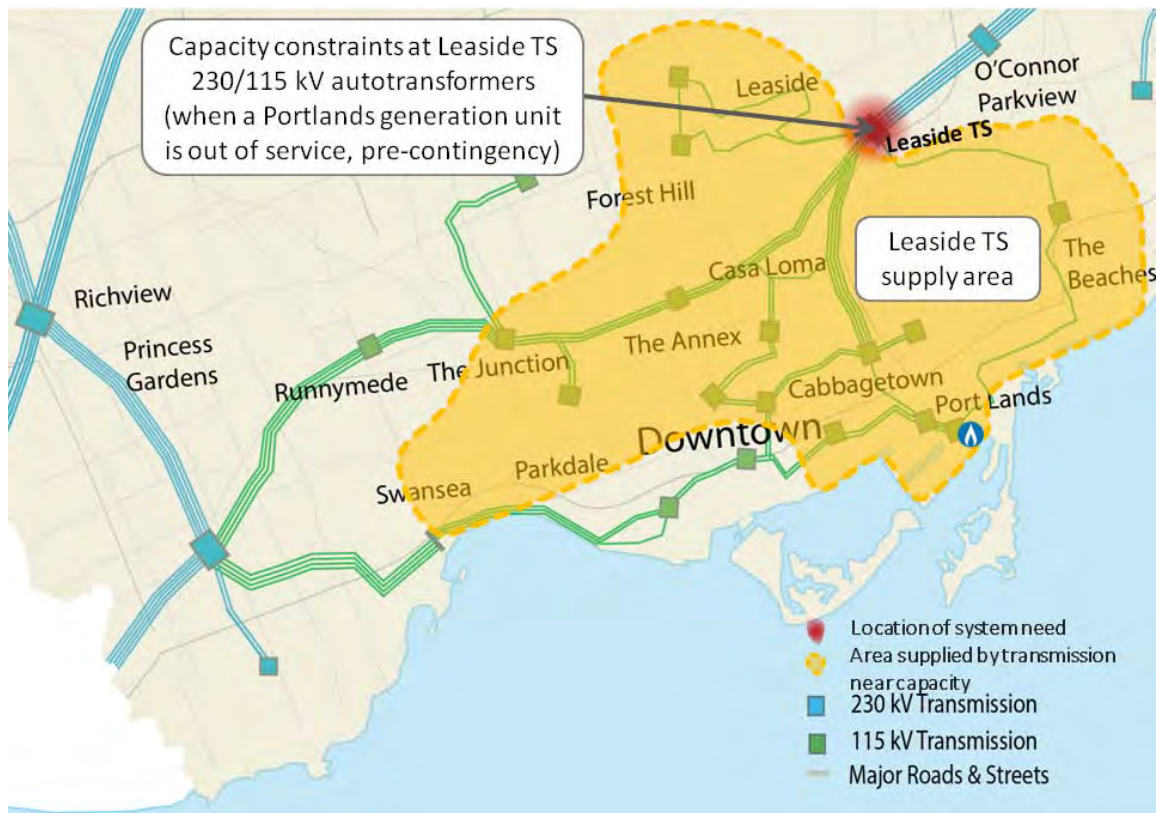 Capacity constraints at Leaside TS
230/115 kV autotransformers
(when a Portlands generation unit
is out of service, pre-contingency)
Leaside
O'Connor
Parkview
Leaside TS
Forest Hill
Leaside TS
supply area
The
Beaches
Casa Loma
Richview
Princess
Gardens
Runnymede
The Junction
The Annex
Cabbagetown
Port Lands
Downtown
Parkdale
Swansea
Location of system need
Area supplied by transmission
near capacity
230 kV Transmission
115 kV Transmission
Major Roads & Streets